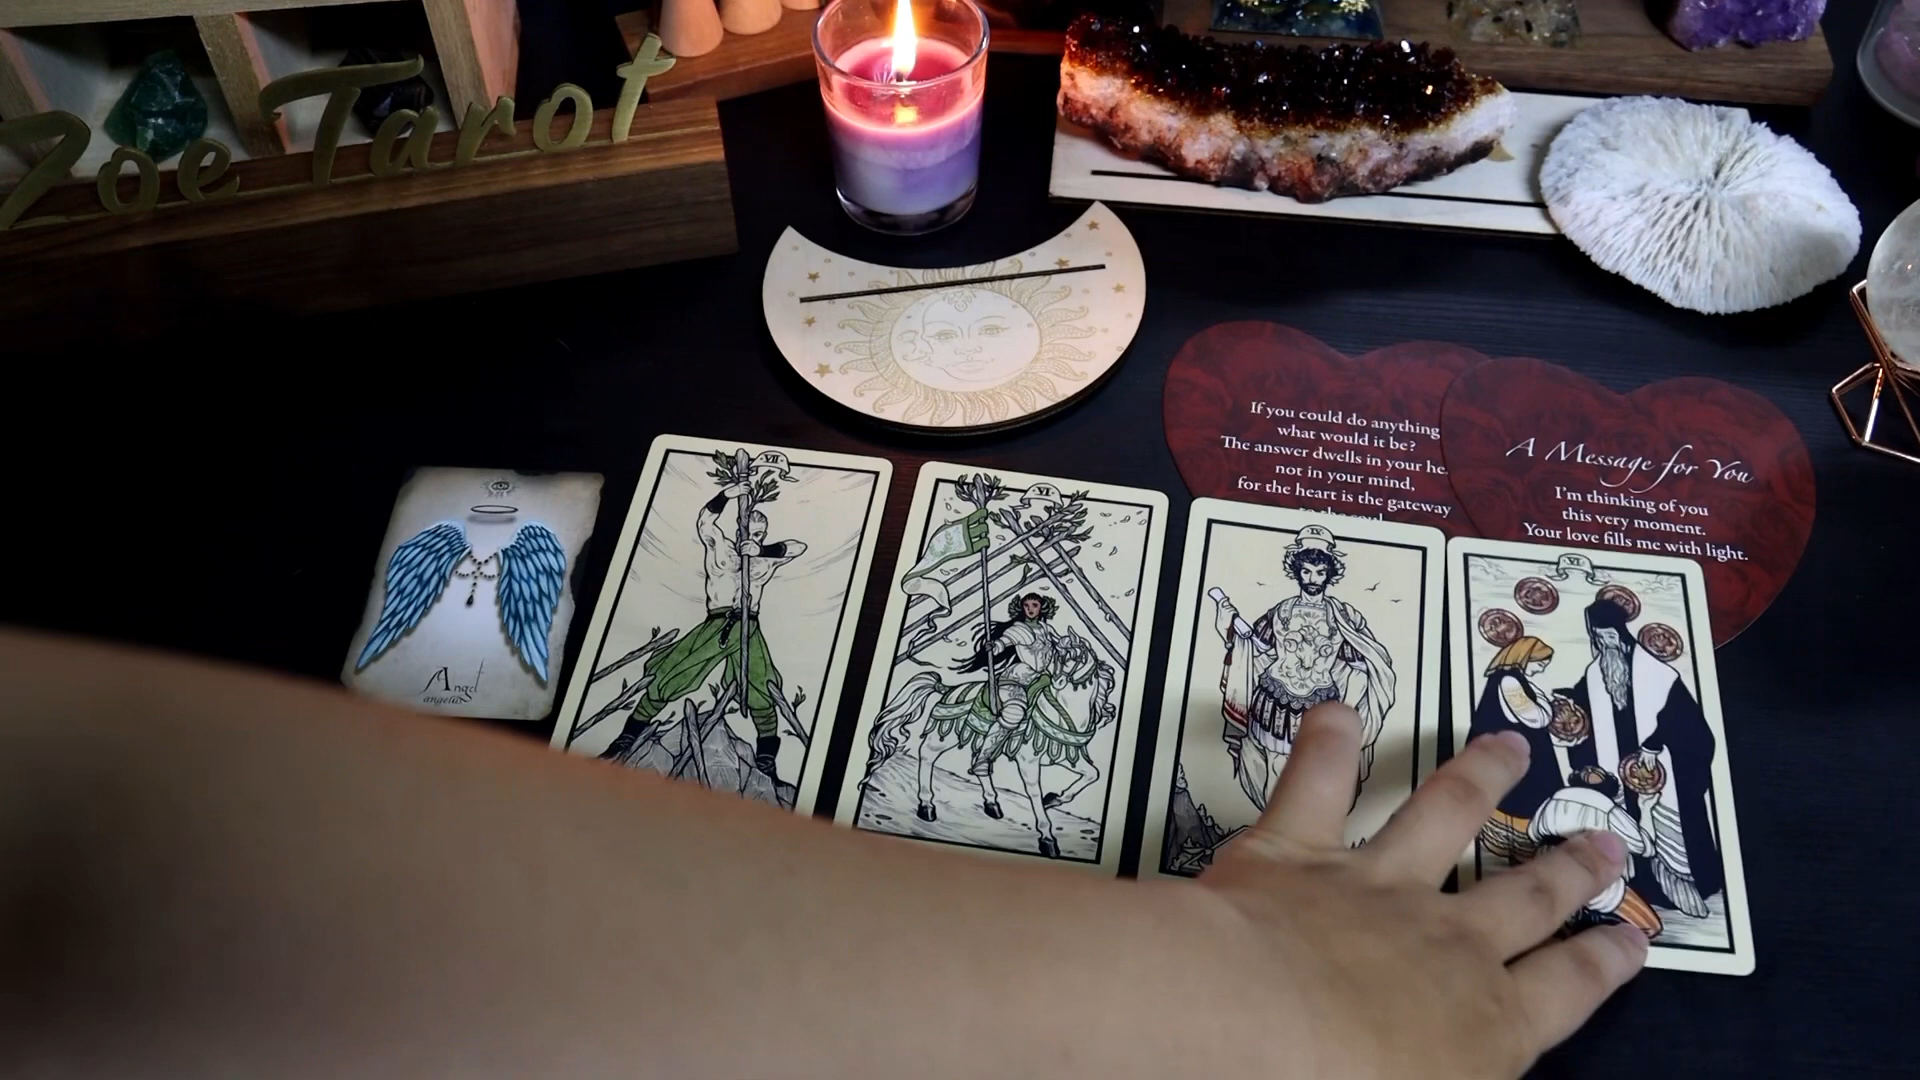 Zoe Tarot
If you could do anything
what would it be?
The answer dwells in your he
not in your mind,
for the heart is the gateway
A Message for You
I'm thinking of you
this very moment.
Your love fills me with light.
VII
VI
IV
VI
Angel
angelus